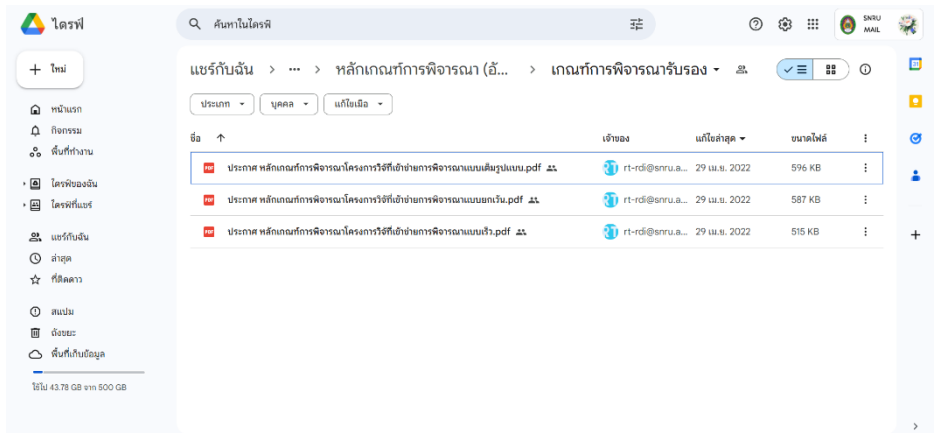 ไดรฟ์
ค้นหาในไดรฟ์
SNRU
MAIL
ใหม่
หน้าแรก
กิจกรรม
พื้นที่ทำงาน
ไดรฟ์ของฉัน
ไดรฟ์ที่แชร์
แชร์กับฉัน
ล่าสุด
ที่ติดดาว
สแปม
ถังขยะ
พื้นที่เก็บข้อมูล
ใช้ไป 43.78 GB จาก 500 GB
แชร์กับฉัน > ... > หลักเกณฑ์การพิจารณา (อั... > เกณฑ์การพิจารณารับรอง
ประเภท บุคคล แก้ไขเมื่อ
ชื่อ เจ้าของ แก้ไขล่าสุด ขนาดไฟล์
PDF ประกาศ หลักเกณฑ์การพิจารณาโครงการวิจัยที่เข้าข่ายการพิจารณาแบบเต็มรูปแบบ.pdf rt-rdi@snru.a... 29 เม.ย. 2022 596 KB
PDF ประกาศ หลักเกณฑ์การพิจารณาโครงการวิจัยที่เข้าข่ายการพิจารณาแบบยกเว้น.pdf rt-rdi@snru.a... 29 เม.ย. 2022 587 KB
PDF ประกาศ หลักเกณฑ์การพิจารณาโครงการวิจัยที่เข้าข่ายการพิจารณาแบบเร็ว.pdf rt-rdi@snru.a... 29 เม.ย. 2022 515 KB